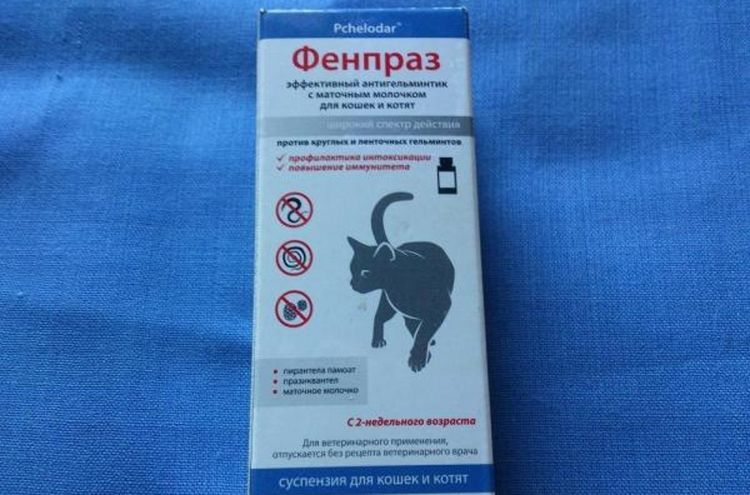 Pchelodar™
Фенпраз
эффективный антигельминтик
с маточным молочком
для кошек и котят
широкий спектр действия
против круглых и ленточных гельминтов
✓ профилактика интоксикации
✓ повышение иммунитета
• пирантела памоат
• празиквантел
• маточное молочко
С 2-недельного возраста
Для ветеринарного применения,
отпускается без рецепта ветеринарного врача
суспензия для кошек и котят